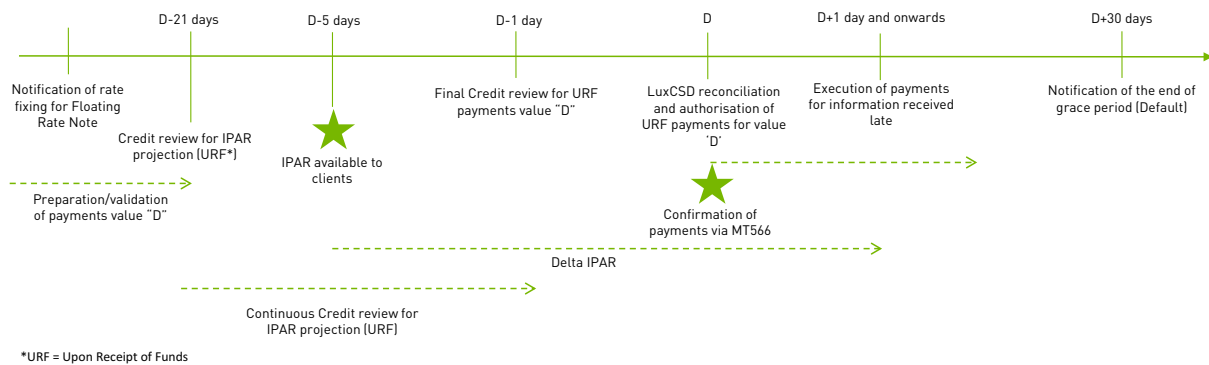 D-21 days
D-5 days
D-1 day
D
D+1 day and onwards
D+30 days
Notification of rate
fixing for Floating
Rate Note
Credit review for IPAR
projection (URF*)
IPAR available to
clients
Final Credit review for URF
payments value “D”
LuxCSD reconciliation
and authorisation of
URF payments for value
‘D’
Execution of payments
for information received
late
Notification of the end of
grace period (Default)
Preparation/validation
of payments value “D”
Confirmation of
payments via MT566
Delta IPAR
Continuous Credit review for
IPAR projection (URF)
*URF = Upon Receipt of Funds